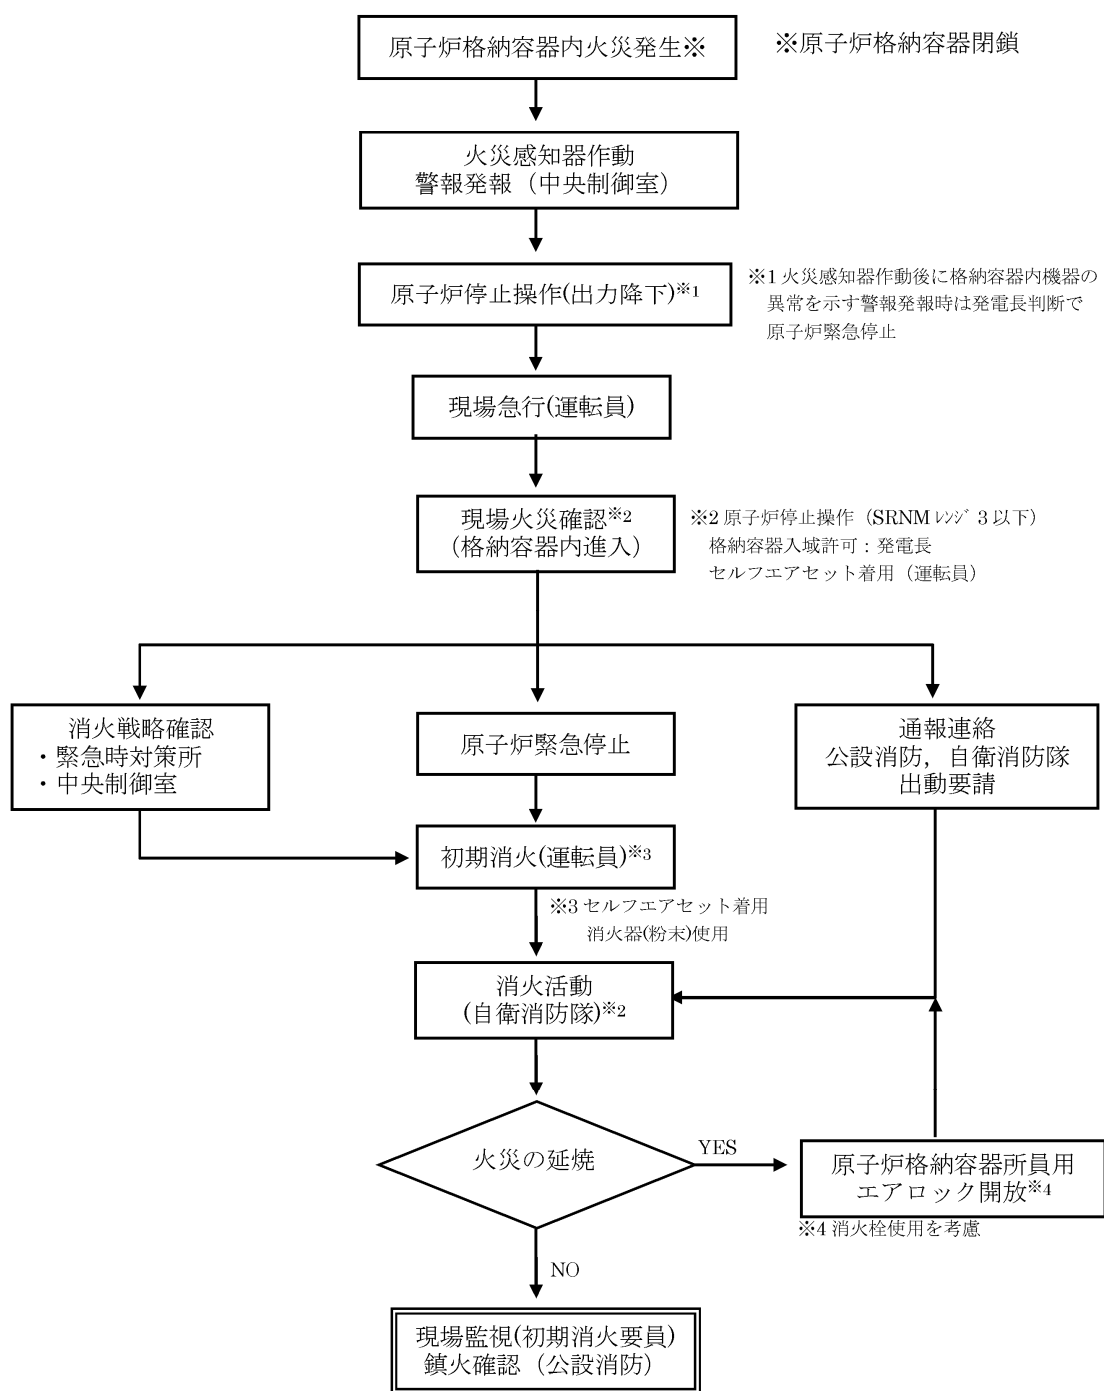 原子炉格納容器内火災発生※
※原子炉格納容器閉鎖
火災感知器作動
警報発報（中央制御室）
原子炉停止操作(出力降下)※1
※1 火災感知器作動後に格納容器内機器の
異常を示す警報発報時は発電長判断で
原子炉緊急停止
現場急行(運転員)
現場火災確認※2
（格納容器内進入）
※2 原子炉停止操作（SRNM ﾚﾝｼﾞ 3 以下）
格納容器入域許可：発電長
セルフエアセット着用（運転員）
消火戦略確認
・緊急時対策所
・中央制御室
原子炉緊急停止
通報連絡
公設消防，自衛消防隊
出動要請
初期消火(運転員)※3
※3 セルフエアセット着用
消火器(粉末)使用
消火活動
(自衛消防隊)※2
火災の延焼
YES
原子炉格納容器所員用
エアロック開放※4
※4 消火栓使用を考慮
NO
現場監視(初期消火要員)
鎮火確認（公設消防）